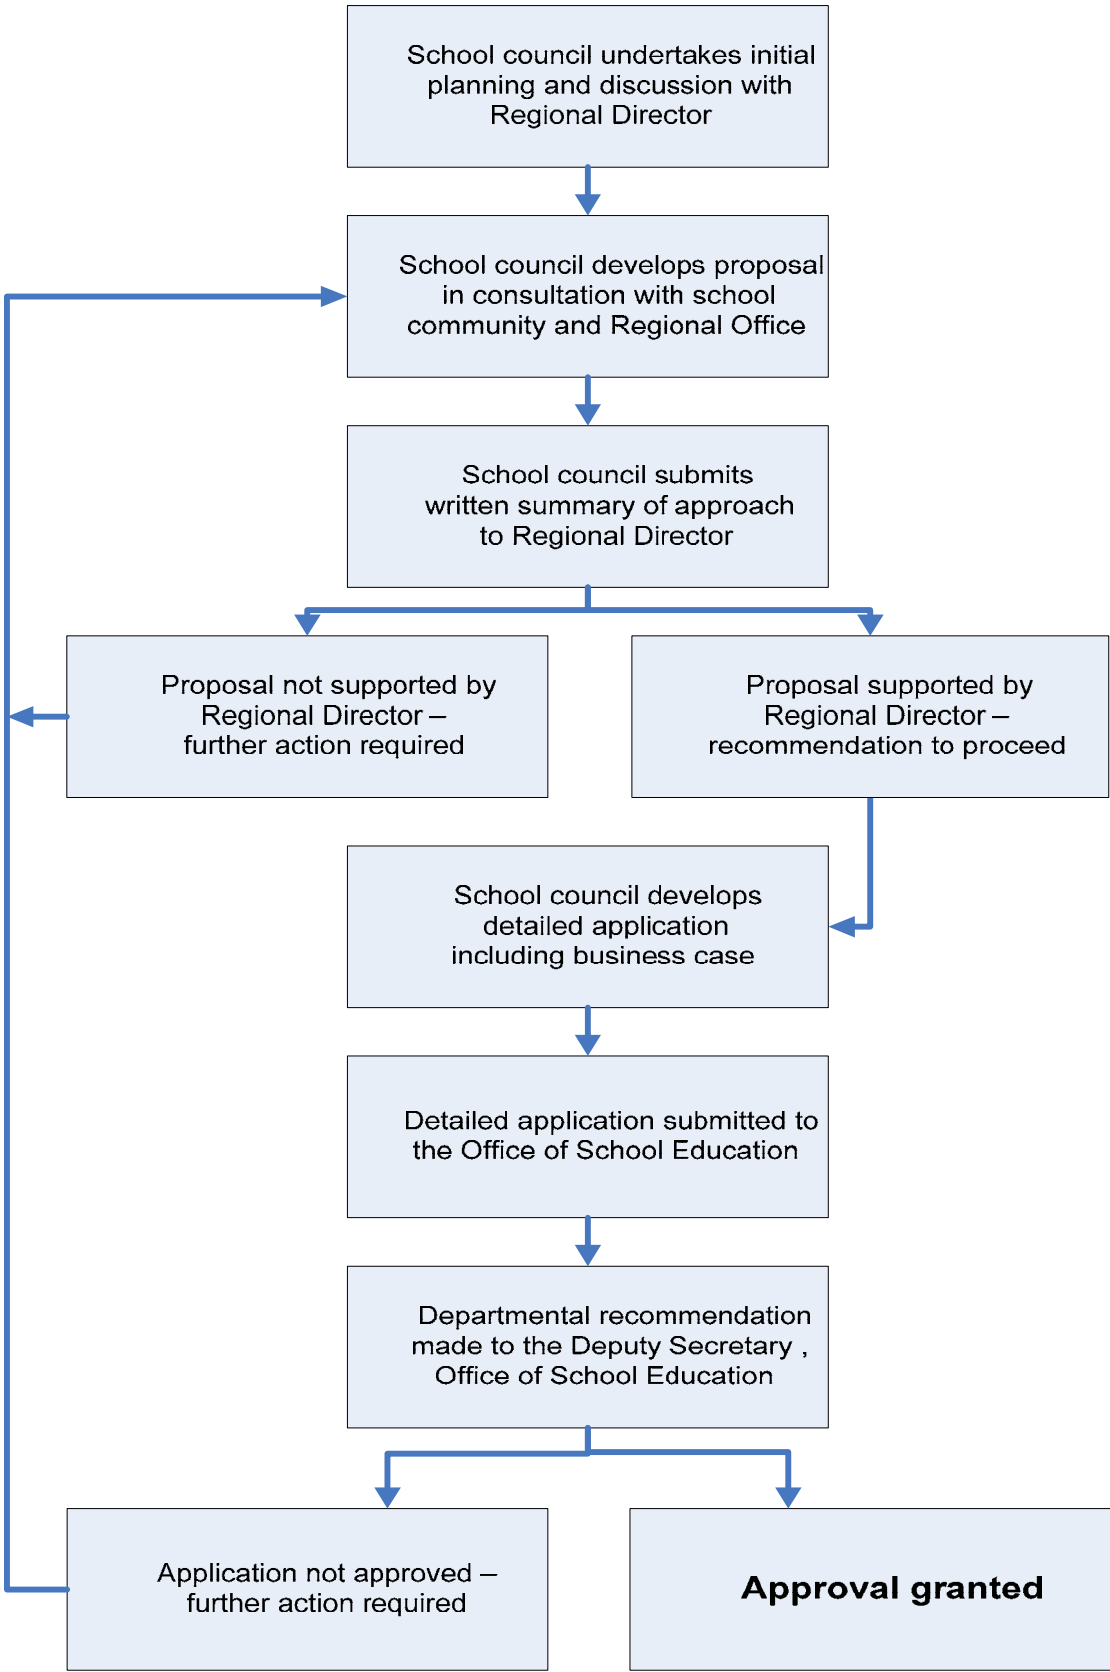 School council undertakes initial
planning and discussion with
Regional Director
School council develops proposal
in consultation with school
community and Regional Office
School council submits
written summary of approach
to Regional Director
Proposal not supported by
Regional Director –
further action required
Proposal supported by
Regional Director –
recommendation to proceed
School council develops
detailed application
including business case
Detailed application submitted to
the Office of School Education
Departmental recommendation
made to the Deputy Secretary ,
Office of School Education
Application not approved –
further action required
Approval granted